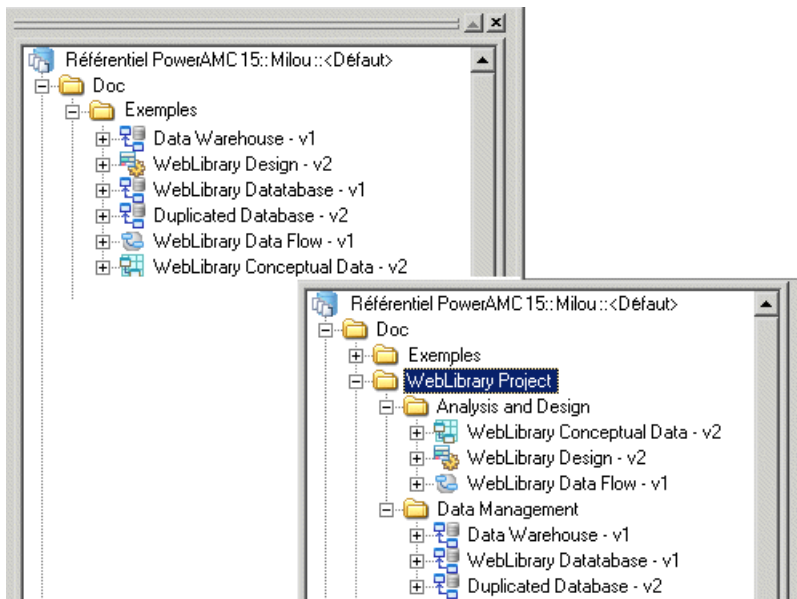 Référentiel PowerAMC 15::Milou::<Défaut>
Doc
Exemples
Data Warehouse - v1
WebLibrary Design - v2
WebLibrary Datatabase - v1
Duplicated Database - v2
WebLibrary Data Flow - v1
WebLibrary Conceptual Data - v2
Référentiel PowerAMC 15::Milou::<Défaut>
Doc
Exemples
WebLibrary Project
Analysis and Design
WebLibrary Conceptual Data - v2
WebLibrary Design - v2
WebLibrary Data Flow - v1
Data Management
Data Warehouse - v1
WebLibrary Datatabase - v1
Duplicated Database - v2